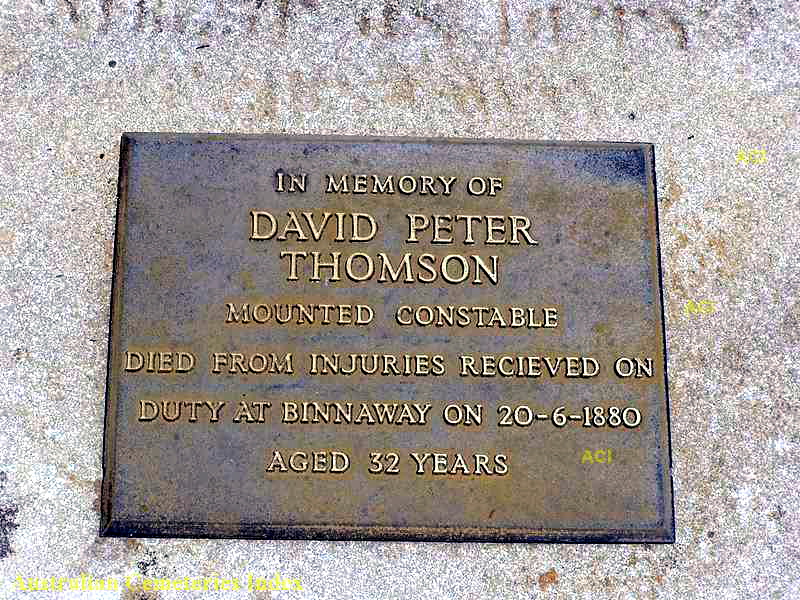 ACI
IN MEMORY OF
DAVID PETER
THOMSON
ACI
MOUNTED CONSTABLE
DIED FROM INJURIES RECIEVED ON
DUTY AT BINNAWAY ON 20-6-1880
AGED 32 YEARS
ACI
Australian Cemeteries Index